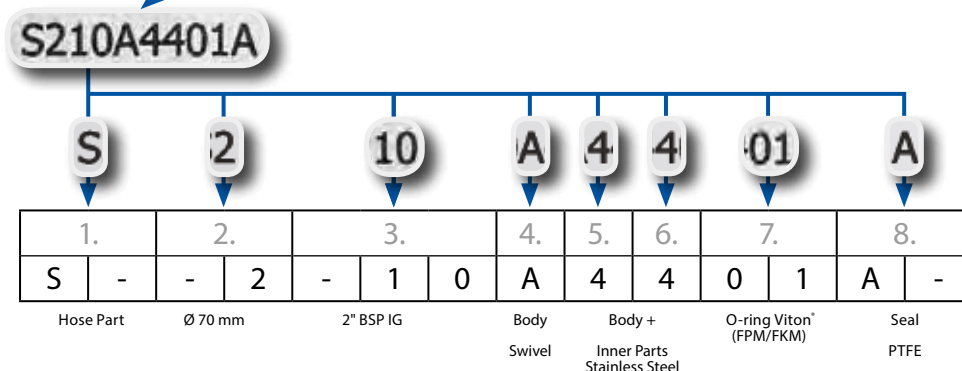 S210A4401A
S 2 10 A 4 4 01 A
1. 2. 3. 4. 5. 6. 7. 8.
S - - 2 - 1 0 A 4 4 0 1 A -
Hose Part Ø 70 mm 2" BSP IG Body Body + O-ring Viton* Seal
(FPM/FKM)
Swivel Inner Parts PTFE
Stainless Steel